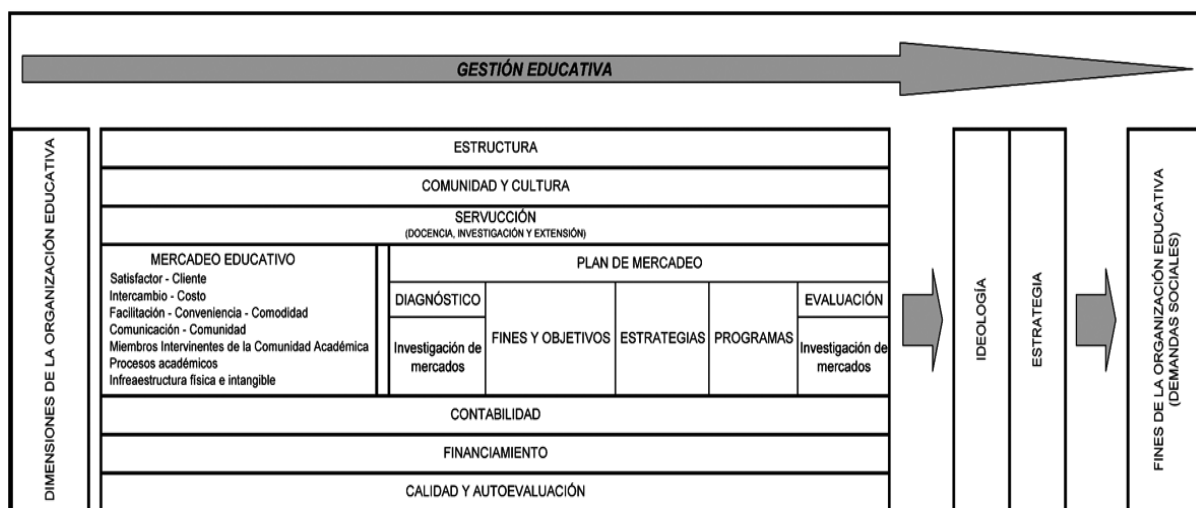 GESTIÓN EDUCATIVA
DIMENSIONES DE LA ORGANIZACIÓN EDUCATIVA
ESTRUCTURA
COMUNIDAD Y CULTURA
SERVUCCIÓN
(DOCENCIA, INVESTIGACIÓN Y EXTENSIÓN)
MERCADEO EDUCATIVO
Satisfactor - Cliente
Intercambio - Costo
Facilitación - Conveniencia - Comodidad
Comunicación - Comunidad
Miembros Intervinentes de la Comunidad Académica
Procesos académicos
Infreaestructura física e intangible
PLAN DE MERCADEO
DIAGNÓSTICO
Investigación de
mercados
FINES Y OBJETIVOS
ESTRATEGIAS
PROGRAMAS
EVALUACIÓN
Investigación de
mercados
CONTABILIDAD
FINANCIAMIENTO
CALIDAD Y AUTOEVALUACIÓN
IDEOLOGÍA
ESTRATEGIA
FINES DE LA ORGANIZACIÓN EDUCATIVA
(DEMANDAS SOCIALES)